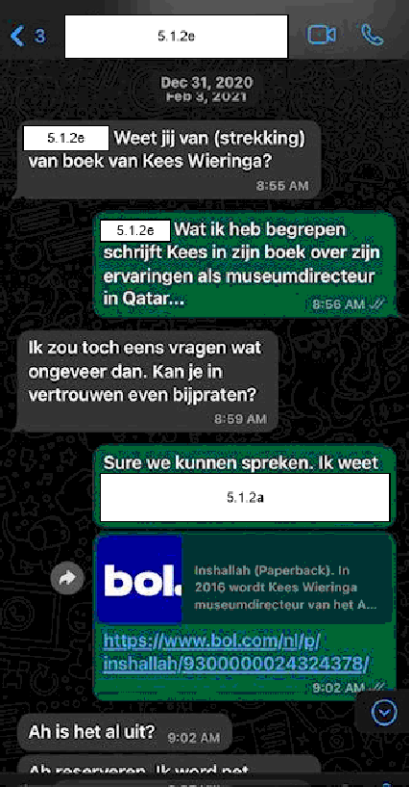 3
5.1.2e
Dec 31, 2020
Feb 3, 2021
5.1.2e Weet jij van (strekking)
van boek van Kees Wieringa?
8:55 AM
5.1.2e Wat ik heb begrepen
schrijft Kees in zijn boek over zijn
ervaringen als museumdirecteur
in Qatar...
8:56 AM
Ik zou toch eens vragen wat
ongeveer dan. Kan je in
vertrouwen even bijpraten?
8:59 AM
Sure we kunnen spreken. Ik weet
5.1.2a
bol.
Inshallah (Paperback). In
2016 wordt Kees Wieringa
museumdirecteur van het A...
https://www.bol.com/nl/p/
inshallah/9300000024324378/
9:02 AM
Ah is het al uit? 9:02 AM
Ah reserveren. Ik word net